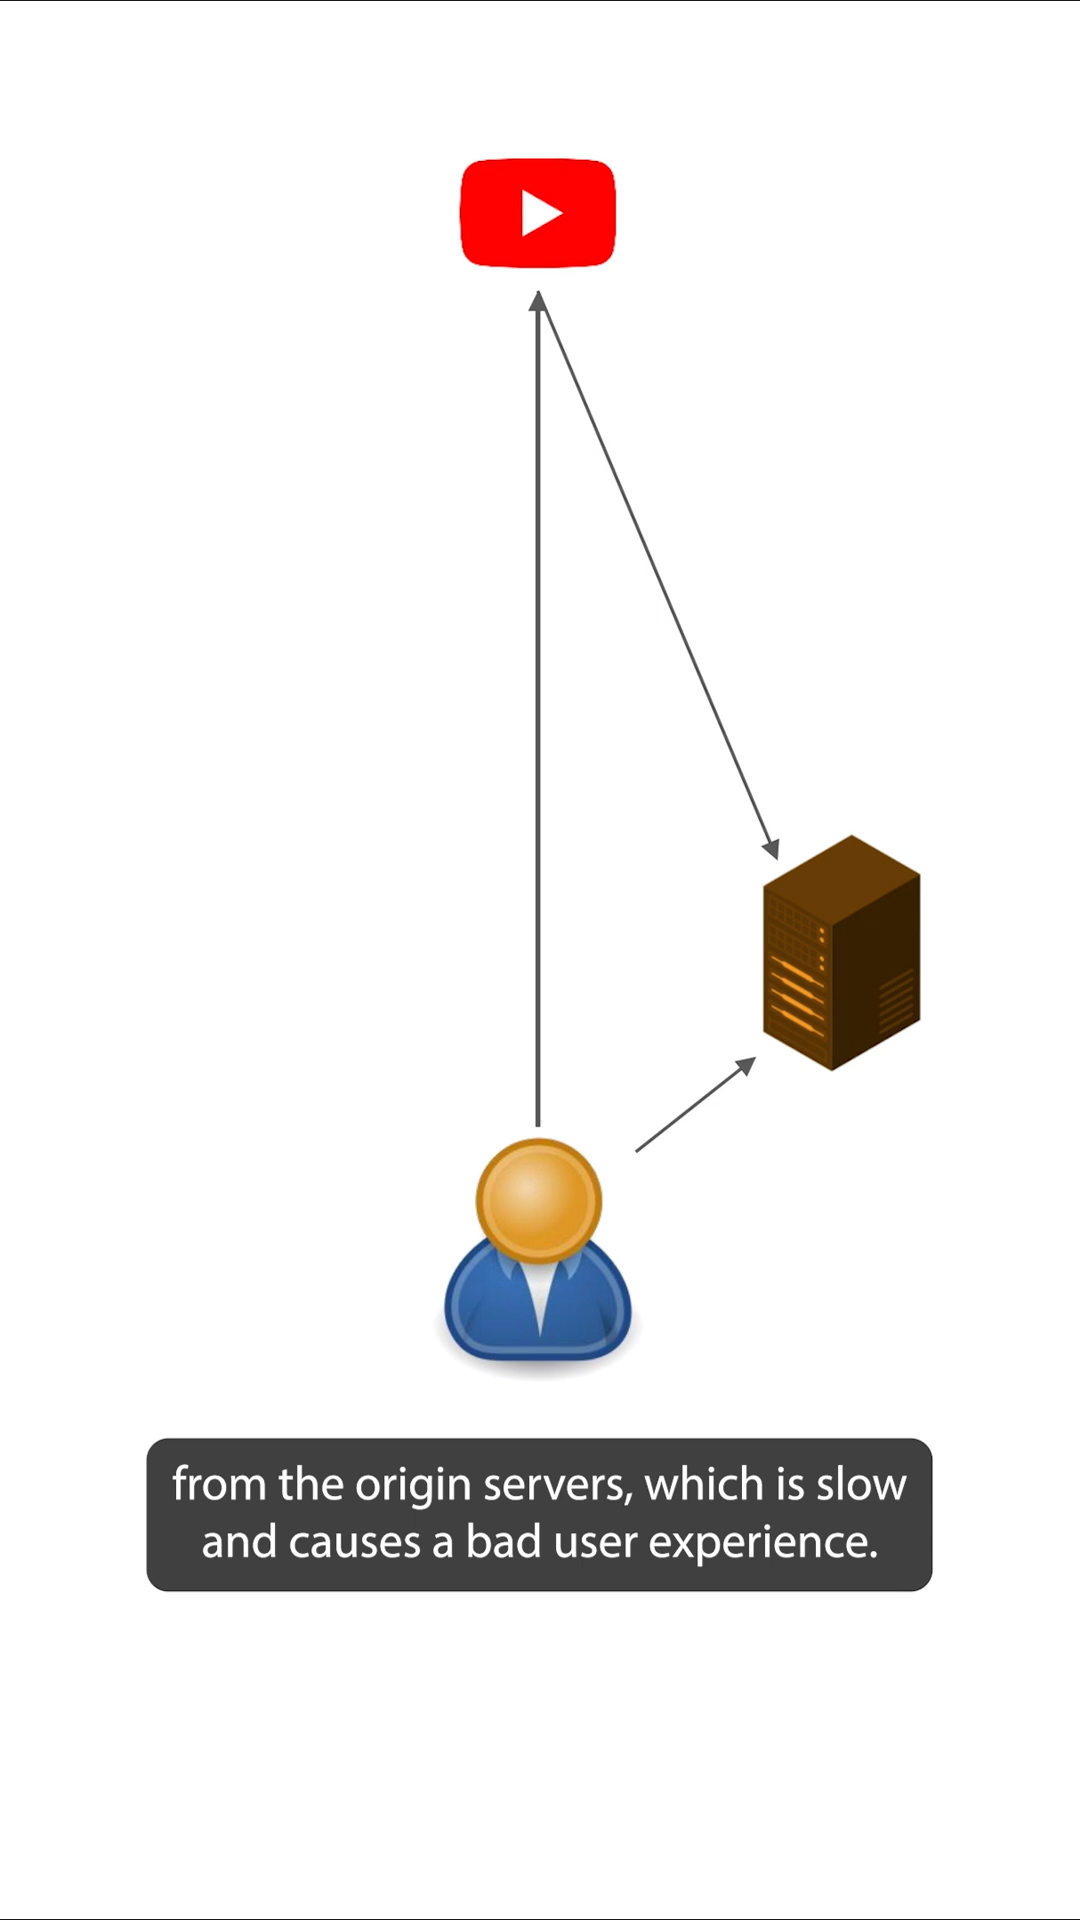 from the origin servers, which is slow
and causes a bad user experience.